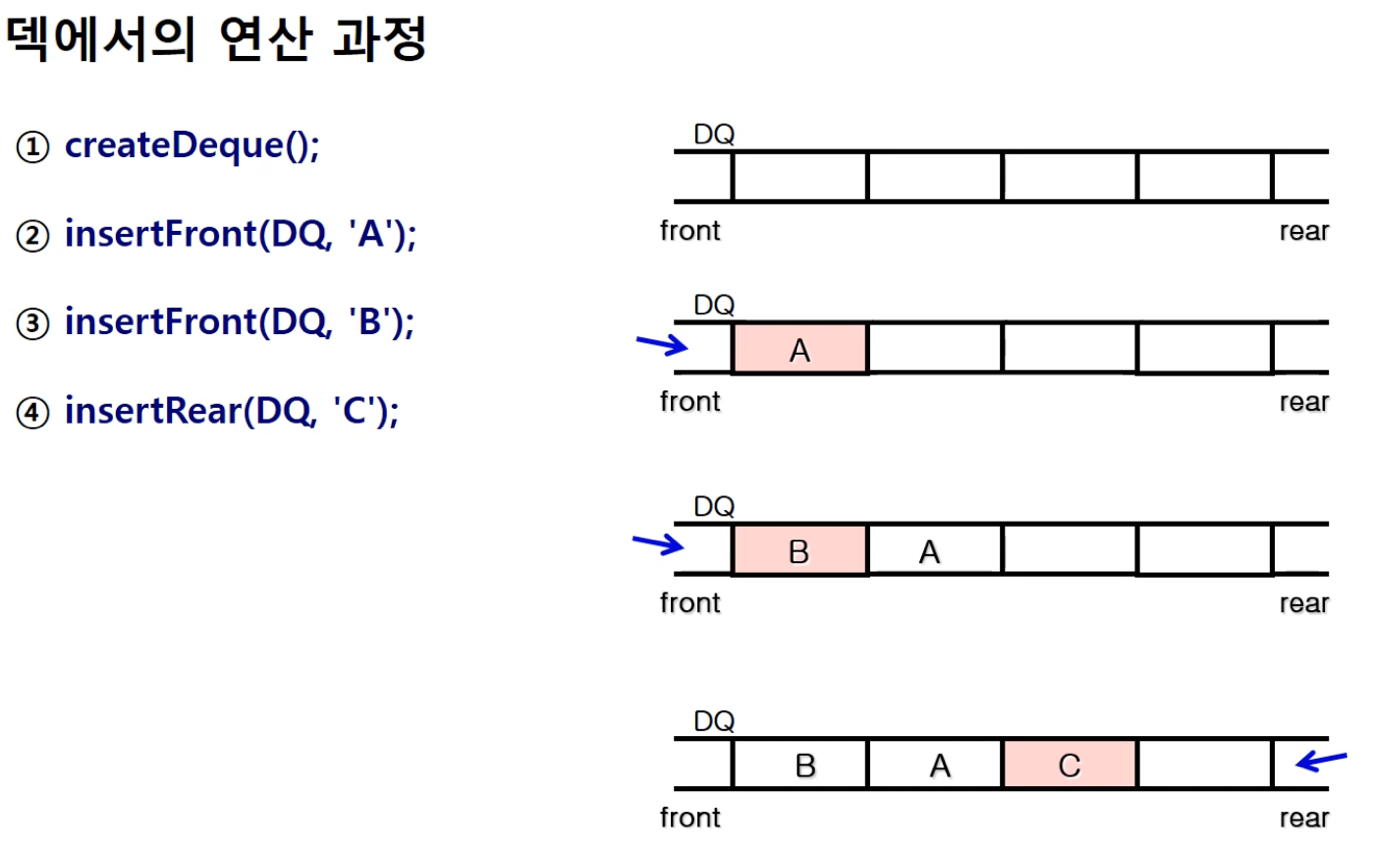 덱에서의 연산 과정
① createDeque();
② insertFront(DQ, 'A');
③ insertFront(DQ, 'B');
④ insertRear(DQ, 'C');
DQ
front rear
DQ
A
front rear
DQ
B A
front rear
DQ
B A C
front rear